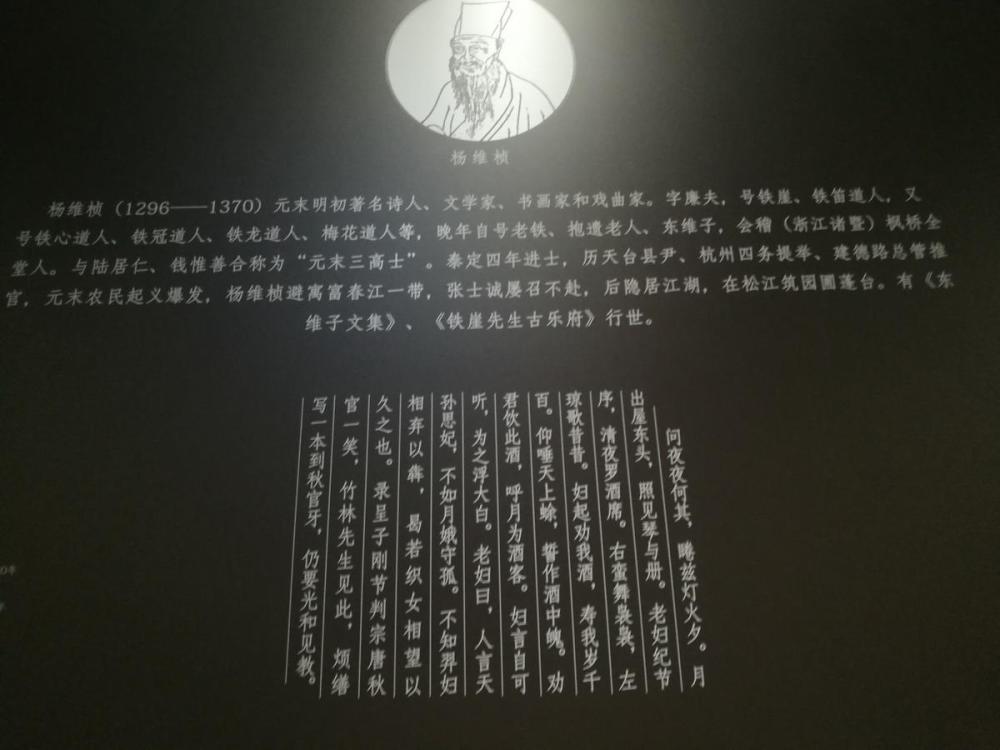 杨维桢
杨维桢（1296——1370）元末明初著名诗人、文学家、书画家和戏曲家。字廉夫，号铁崖、铁笛道人，又
号铁心道人、铁冠道人、铁龙道人、梅花道人等，晚年自号老铁、抱遗老人、东维子，会稽（浙江诸暨）枫桥全
堂人。与陆居仁、钱惟善合称为“元末三高士”。泰定四年进士，历天台县尹、杭州四务提举、建德路总管推
官，元末农民起义爆发，杨维桢避寓富春江一带，张士诚屡召不赴，后隐居江湖，在松江筑园圃蓬台。有《东
维子文集》、《铁崖先生古乐府》行世。
问夜夜何其，睠兹灯火夕。月
出屋东头，照见琴与册。老妇纪节
序，清夜罗酒席。右蛮舞袅袅，左
琼歌昔昔。妇起劝我酒，寿我岁千
百。仰唾天上蜍，誓作酒中魄。劝
君饮此酒，呼月为酒客。妇言自可
听，为之浮大白。老妇曰，人言天
孙思妃，不如月娥守孤。不知羿妇
相弃以犇，曷若织女相望以
久之也。录呈子刚节判宗唐秋
官一笑，竹林先生见此，烦缮
写一本到秋官牙，仍要光和见教。